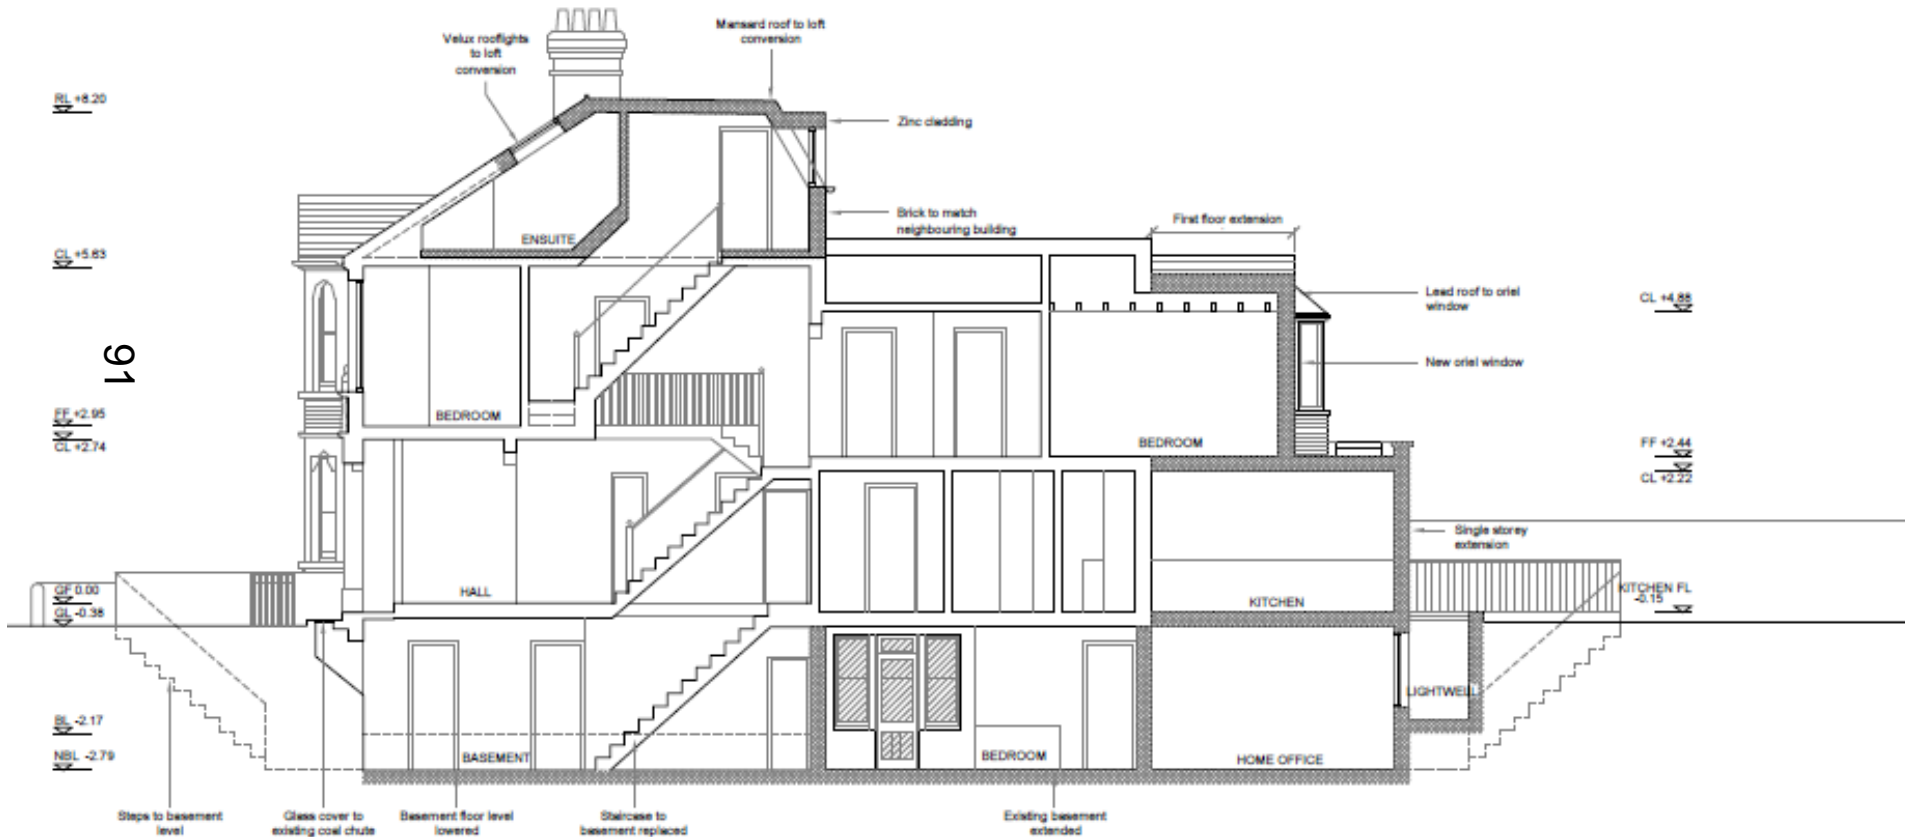 Mansard roof to loft
conversion
Velux rooflights
to loft
conversion
RL +8.20
Zinc cladding
Brick to match
neighbouring building
First floor extension
ENSUITE
CL +5.63
Lead roof to oriel
window
CL +4.88
New oriel window
91
FF +2.95
CL +2.74
BEDROOM
BEDROOM
FF +2.44
CL +2.22
Single storey
extension
GF 0.00
GL -0.38
HALL
KITCHEN
KITCHEN FL
-0.15
LIGHTWELL
BL -2.17
NBL -2.79
BASEMENT
BEDROOM
HOME OFFICE
Steps to basement
level
Glass cover to
existing coal chute
Basement floor level
lowered
Staircase to
basement replaced
Existing basement
extended